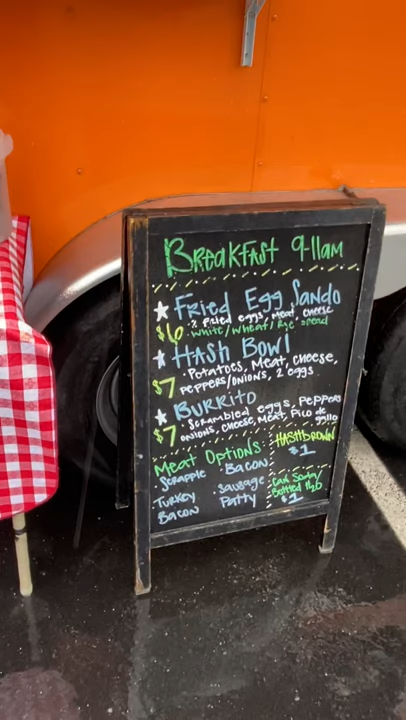 BReakFast 9-11am
Fried Egg Sando
$6 · 2 fried eggs, meat, cheese
· White/Wheat/Rye bread
HASH BOWl
· POTATOES, MEAT, CHEESE,
$7 PEPPERS/ONIONS, 2 eggs
BURRITO
· SCRAMBLED eggs, PEPPERS
$7 ONIONS, CHEESE, MEAT, PICO de gallo
MEAT OPTIONS:
Scrapple BACON
Turkey Bacon Sausage Patty
HASHBROWN
$1
Can Soda/
Bottled H2O
$1